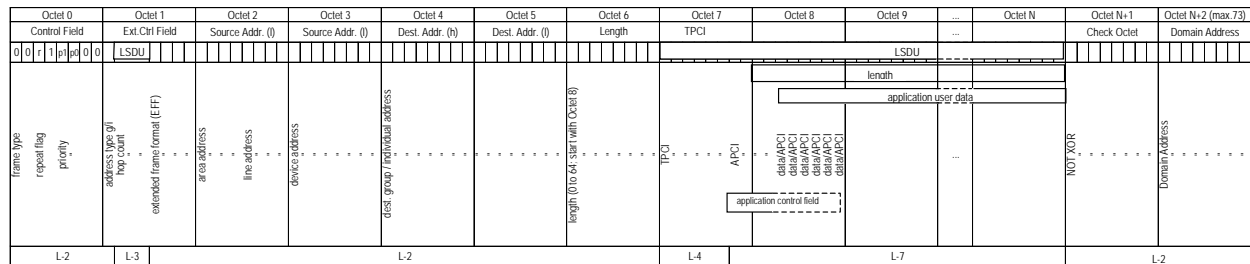 Octet 0 Octet 1 Octet 2 Octet 3 Octet 4 Octet 5 Octet 6 Octet 7 Octet 8 Octet 9 ... Octet N Octet N+1 Octet N+2 (max.73)
Control Field Ext.Ctrl Field Source Addr. (l) Source Addr. (l) Dest. Addr. (h) Dest. Addr. (l) Length TPCI ... Check Octet Domain Address
0 0 r 1 p1 p0 0 0 LSDU LSDU
length
application user data
frame type
repeat flag
priority
address type g/i
hop count
extended frame format (EFF)
area address
line address
device address
dest. group / individual address
length (0 to 64; start with Octet 8)
TPCI
APCI
data/APCI
data/APCI
data/APCI
data/APCI
data/APCI
data/APCI
...
NOT XOR
Domain Address
application control field
L-2 L-3 L-2 L-4 L-7 L-2